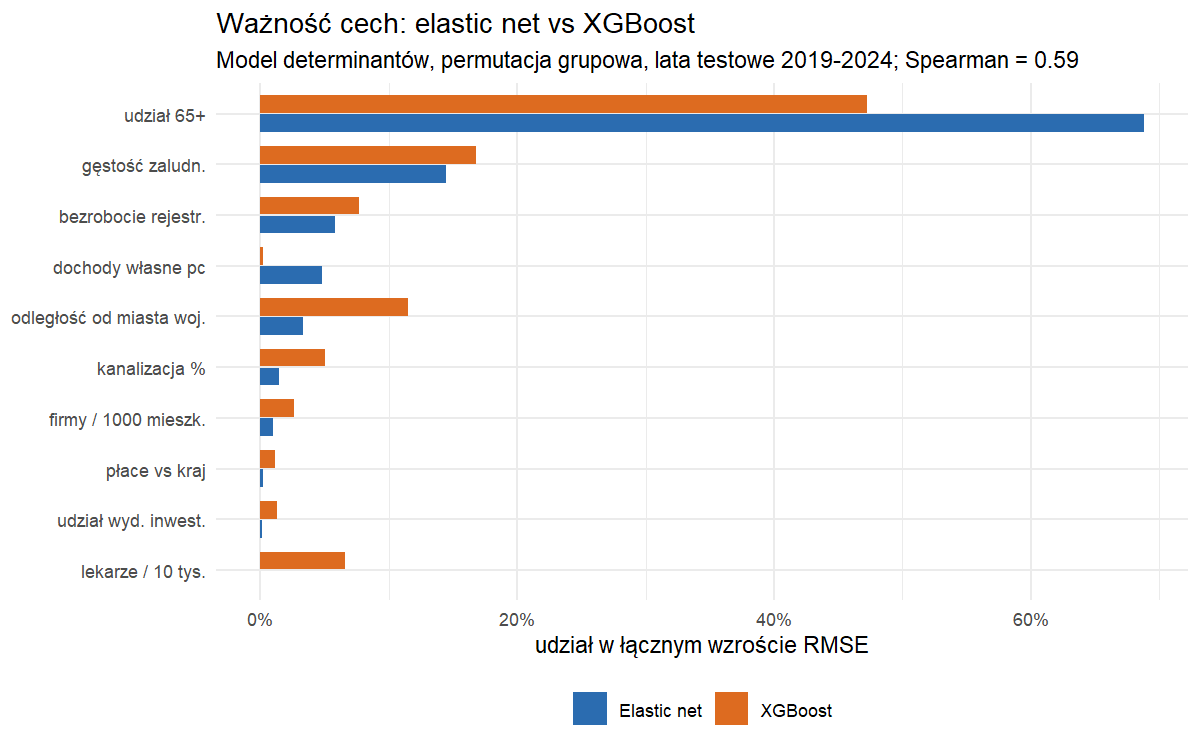 Ważność cech: elastic net vs XGBoost
Model determinantów, permutacja grupowa, lata testowe 2019-2024; Spearman = 0.59
udział 65+
gęstość zaludn.
bezrobocie rejestr.
dochody własne pc
odległość od miasta woj.
kanalizacja %
firmy / 1000 mieszk.
płace vs kraj
udział wyd. inwest.
lekarze / 10 tys.
0% 20% 40% 60%
udział w łącznym wzroście RMSE
Elastic net XGBoost